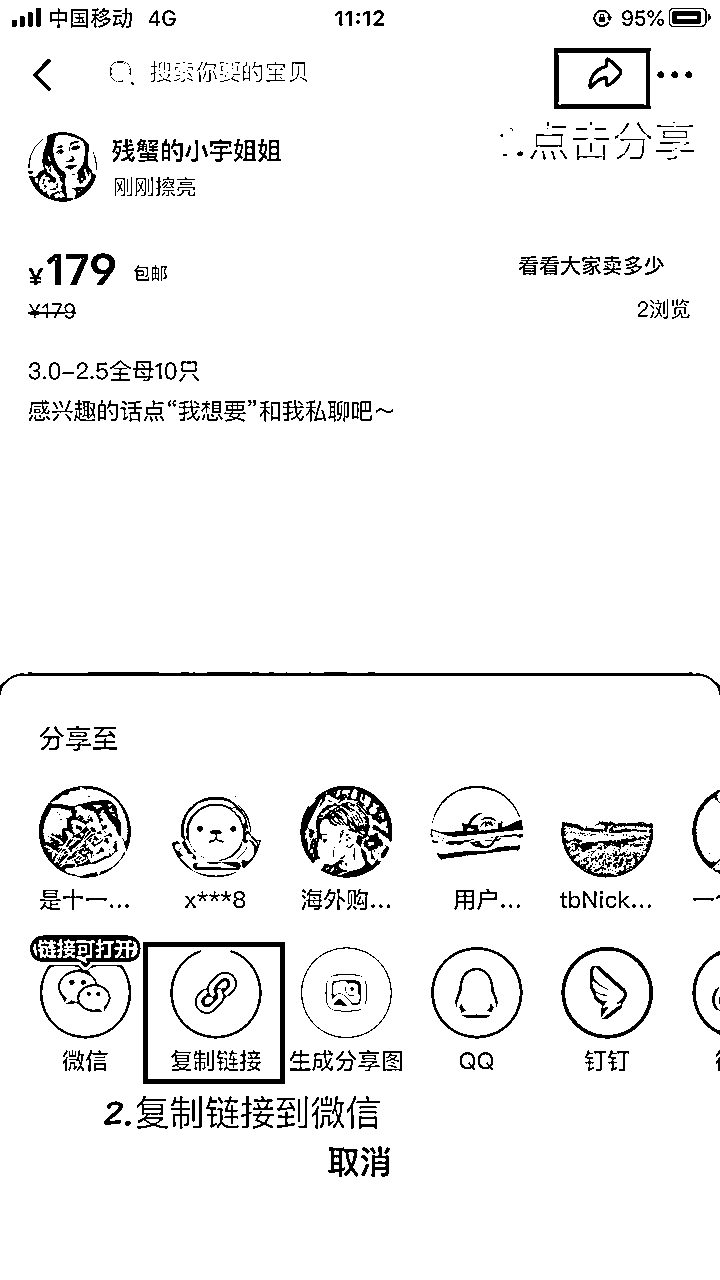 中国移动 4G 11:12 95%
搜索你要的宝贝
.点击分享
残蟹的小宇姐姐
刚刚擦亮
¥179 包邮
看看大家卖多少
¥179
2浏览
3.0-2.5全母10只
感兴趣的话点“我想要”和我私聊吧～
分享至
是十一... x***8 海外购... 用户... tbNick...
链接可打开
微信 复制链接 生成分享图 QQ 钉钉
2.复制链接到微信
取消